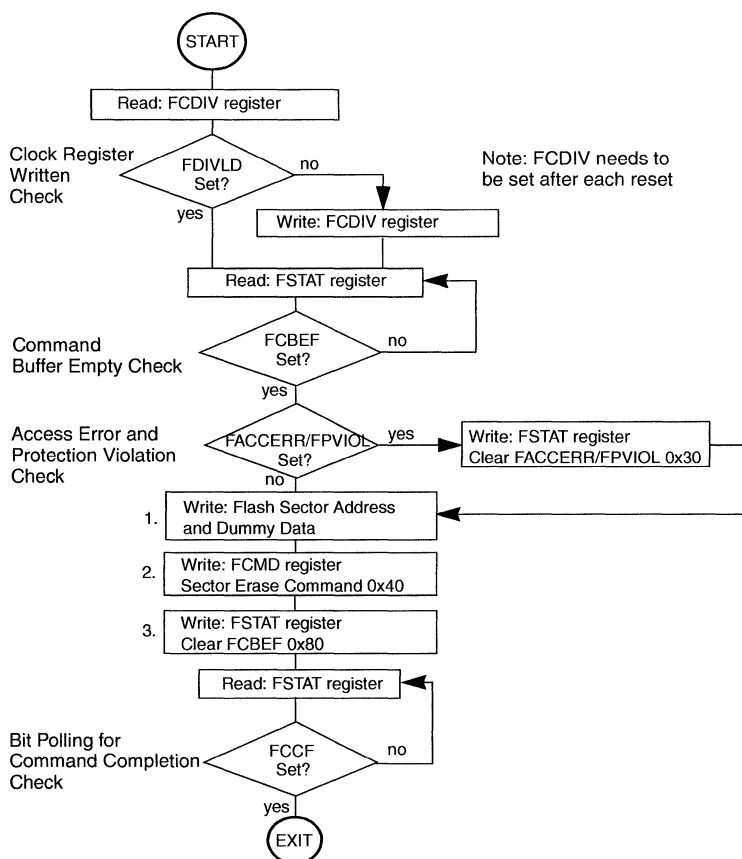 START
Read: FCDIV register
Clock Register
Written
Check
FDIVLD
Set?
no
yes
Note: FCDIV needs to
be set after each reset
Write: FCDIV register
Read: FSTAT register
Command
Buffer Empty Check
FCBEF
Set?
no
yes
Access Error and
Protection Violation
Check
FACCERR/FPVIOL
Set?
yes
no
Write: FSTAT register
Clear FACCERR/FPVIOL 0x30
1.
Write: Flash Sector Address
and Dummy Data
2.
Write: FCMD register
Sector Erase Command 0x40
3.
Write: FSTAT register
Clear FCBEF 0x80
Read: FSTAT register
Bit Polling for
Command Completion
Check
FCCF
Set?
no
yes
EXIT